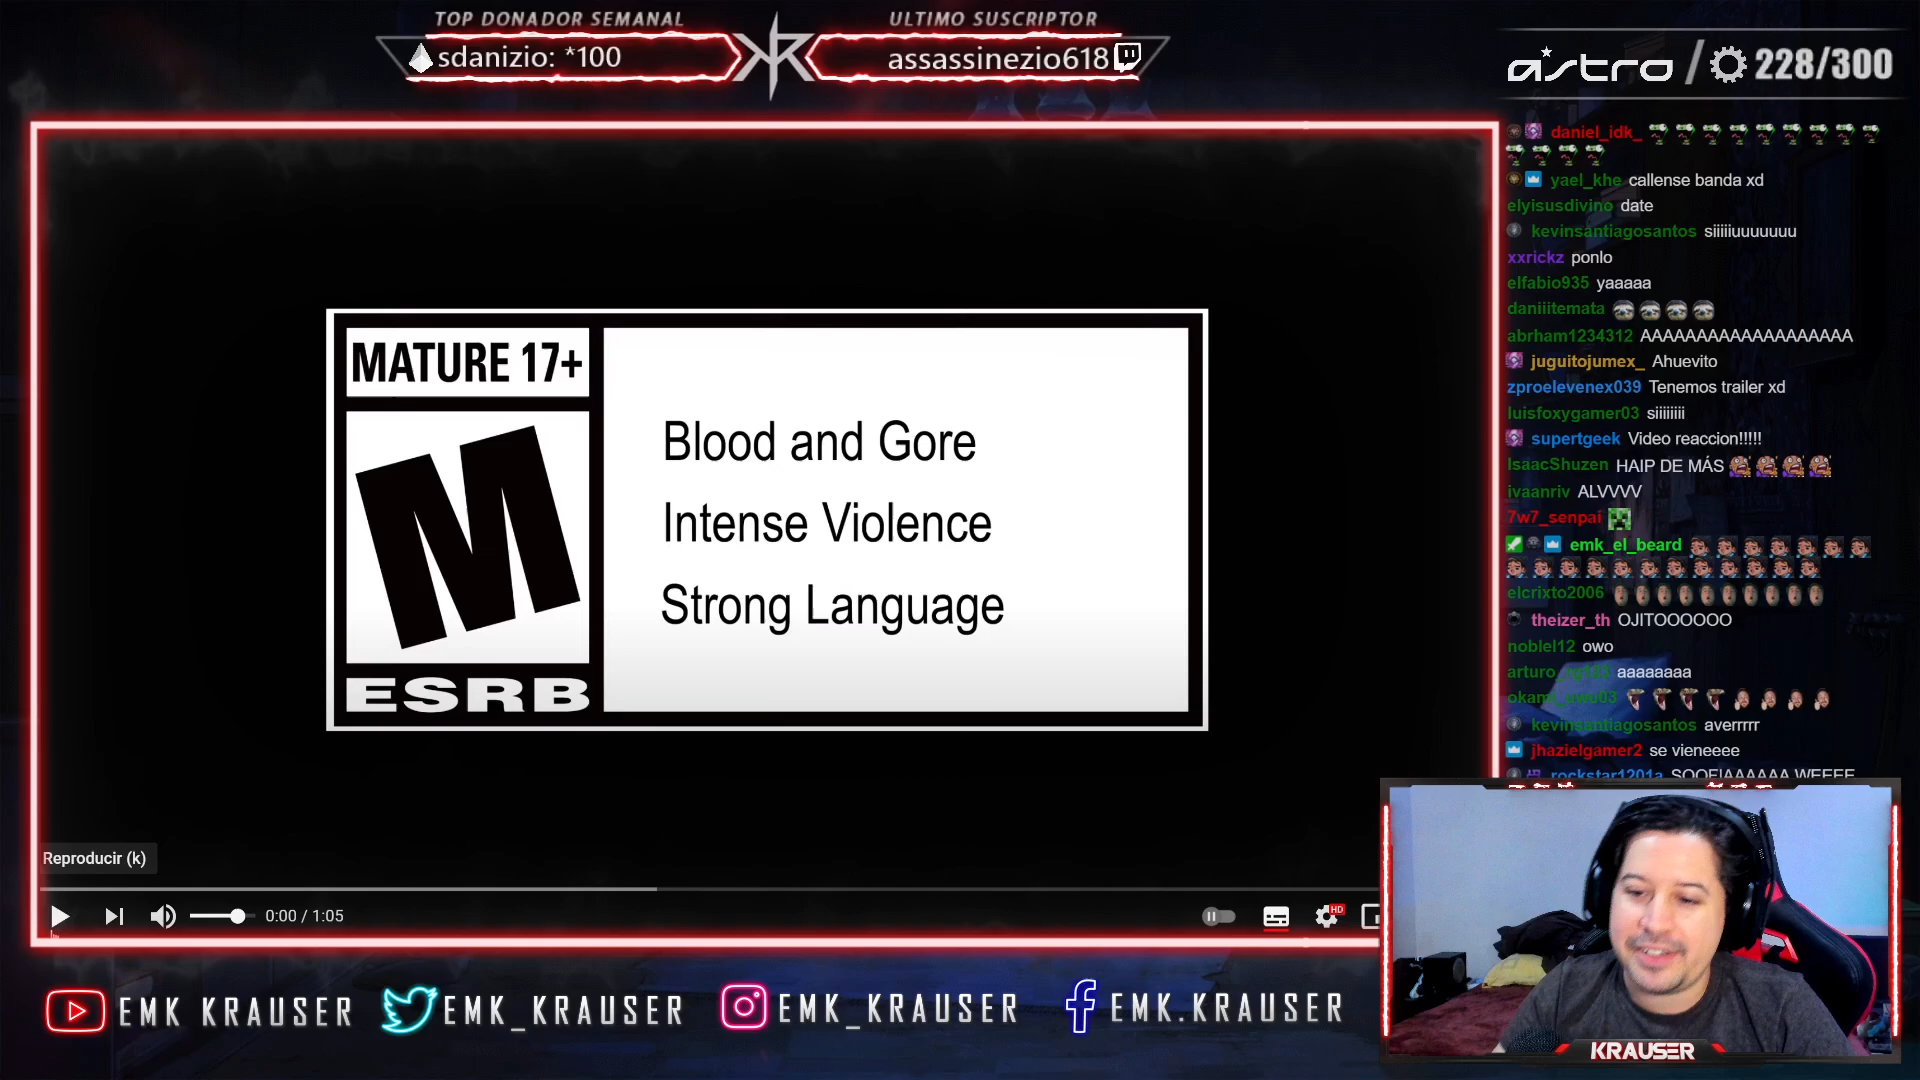 TOP DONADOR SEMANAL
sdanizio: *100
ULTIMO SUSCRIPTOR
assassinezio618
astro / 228/300
daniel_idk_
yael_khe callense banda xd
elyisusdivino date
kevinsantiagosantos siiiiiuuuuuuu
xxrickz ponlo
elfabio935 yaaaaa
daniiitemata
abrham1234312 AAAAAAAAAAAAAAAAAAA
juguitojumex_ Ahuevito
zproelevenex039 Tenemos trailer xd
luisfoxygamer03 siiiiiiii
supertgeek Video reaccion!!!!!
IsaacShuzen HAIP DE MÁS
ivaanriv ALVVVV
7w7_senpai
emk_el_beard
elcrixto2006
theizer_th OJITOOOOOO
noblel12 owo
aaaaaaaa
kevinsantiagosantos averrrrr
jhazielgamer2 se vieneeee
rockstar1201a
MATURE 17+
M
ESRB
Blood and Gore
Intense Violence
Strong Language
Reproducir (k)
0:00 / 1:05
HD
EMK KRAUSER
EMK_KRAUSER
EMK_KRAUSER
EMK.KRAUSER
KRAUSER